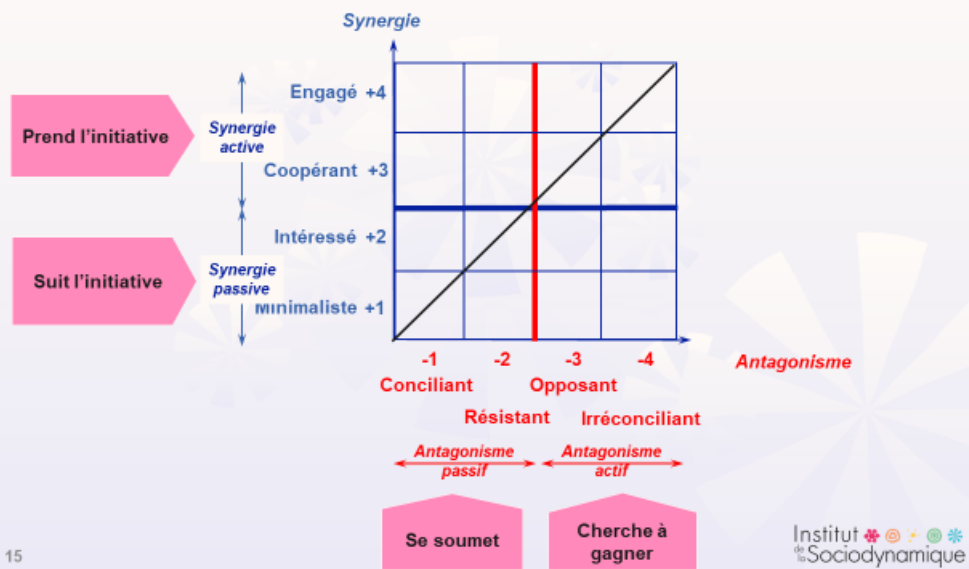 Synergie
Engagé +4
Prend l'initiative
Synergie
active
Coopérant +3
Intéressé +2
Suit l'initiative
Synergie
passive
Minimaliste +1
-1 -2 -3 -4
Antagonisme
Conciliant Opposant
Résistant Irréconciliant
Antagonisme
passif
Antagonisme
actif
Se soumet
Cherche à
gagner
15
Institut
de la Sociodynamique